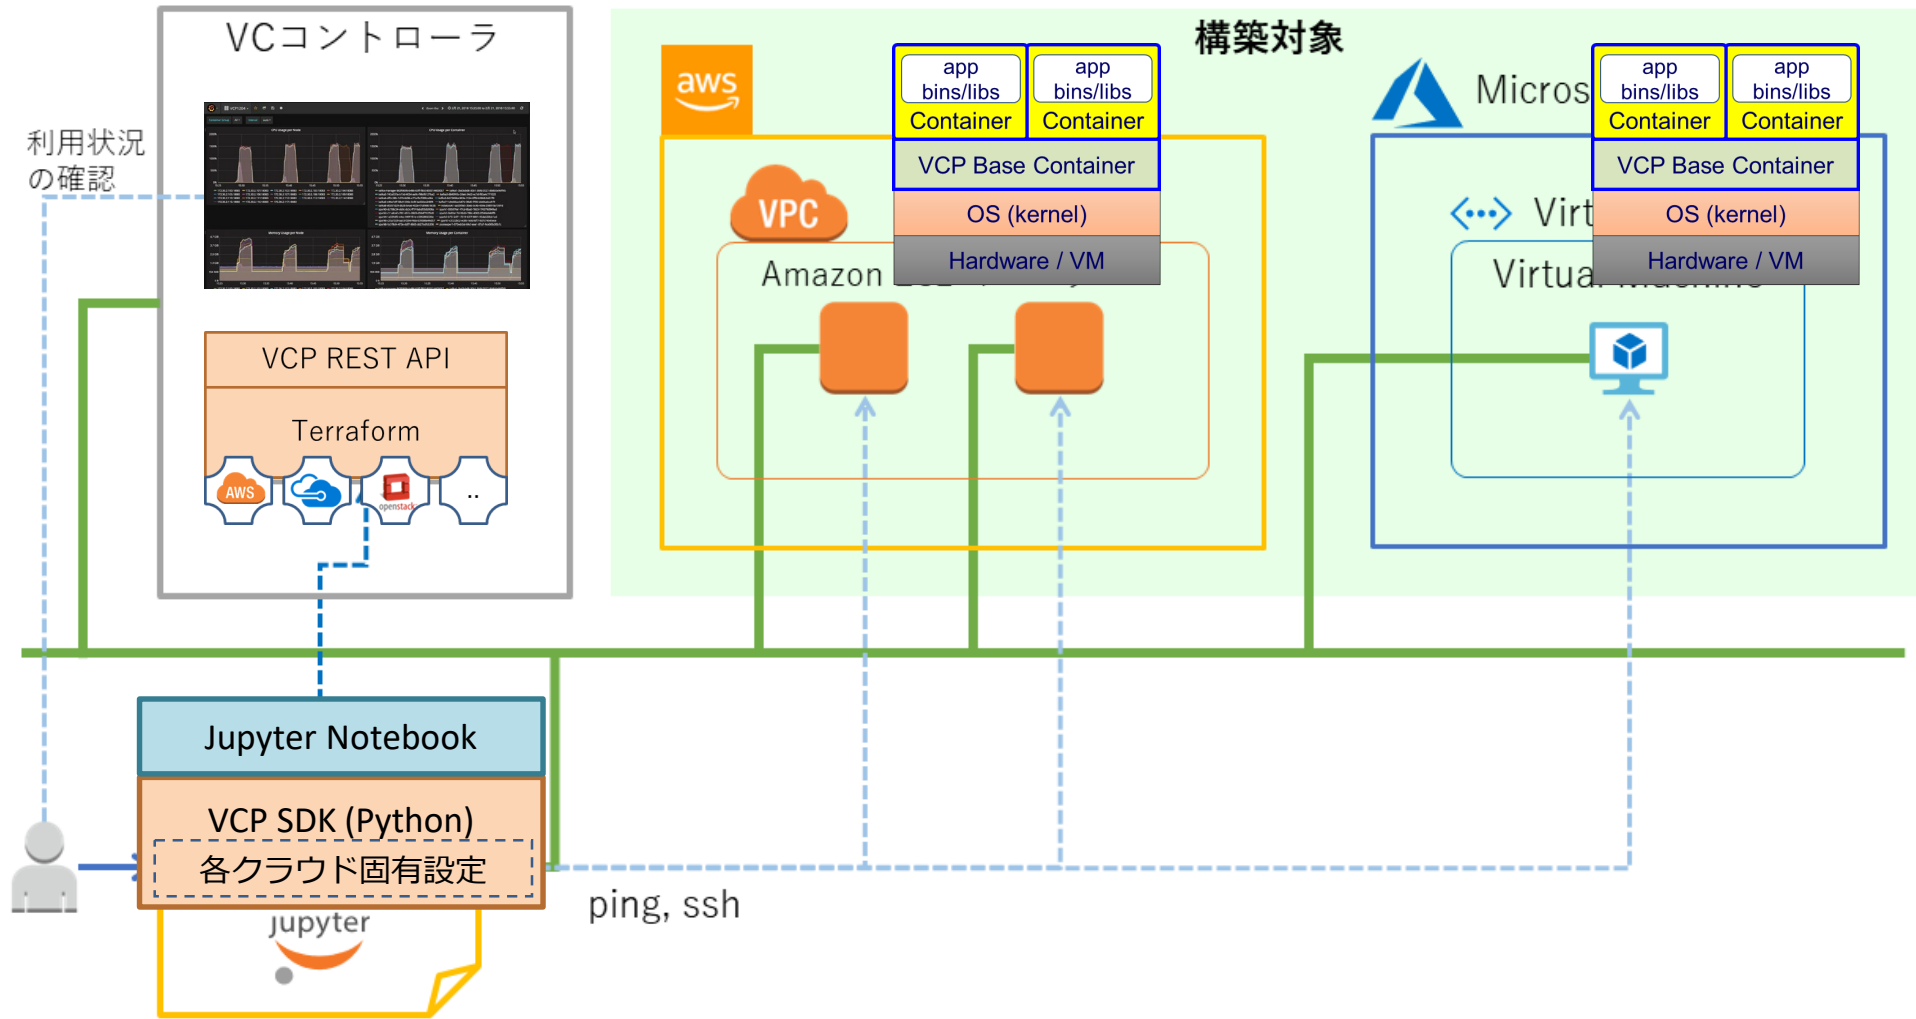 VCコントローラ
利用状況
の確認
VCP REST API
Terraform
AWS
openstack
..
構築対象
aws
app
bins/libs
Container
app
bins/libs
Container
VCP Base Container
OS (kernel)
Hardware / VM
VPC
Amazon
Micros
app
bins/libs
Container
app
bins/libs
Container
VCP Base Container
OS (kernel)
Hardware / VM
Virt
Virtual Machine
Jupyter Notebook
VCP SDK (Python)
各クラウド固有設定
jupyter
ping, ssh